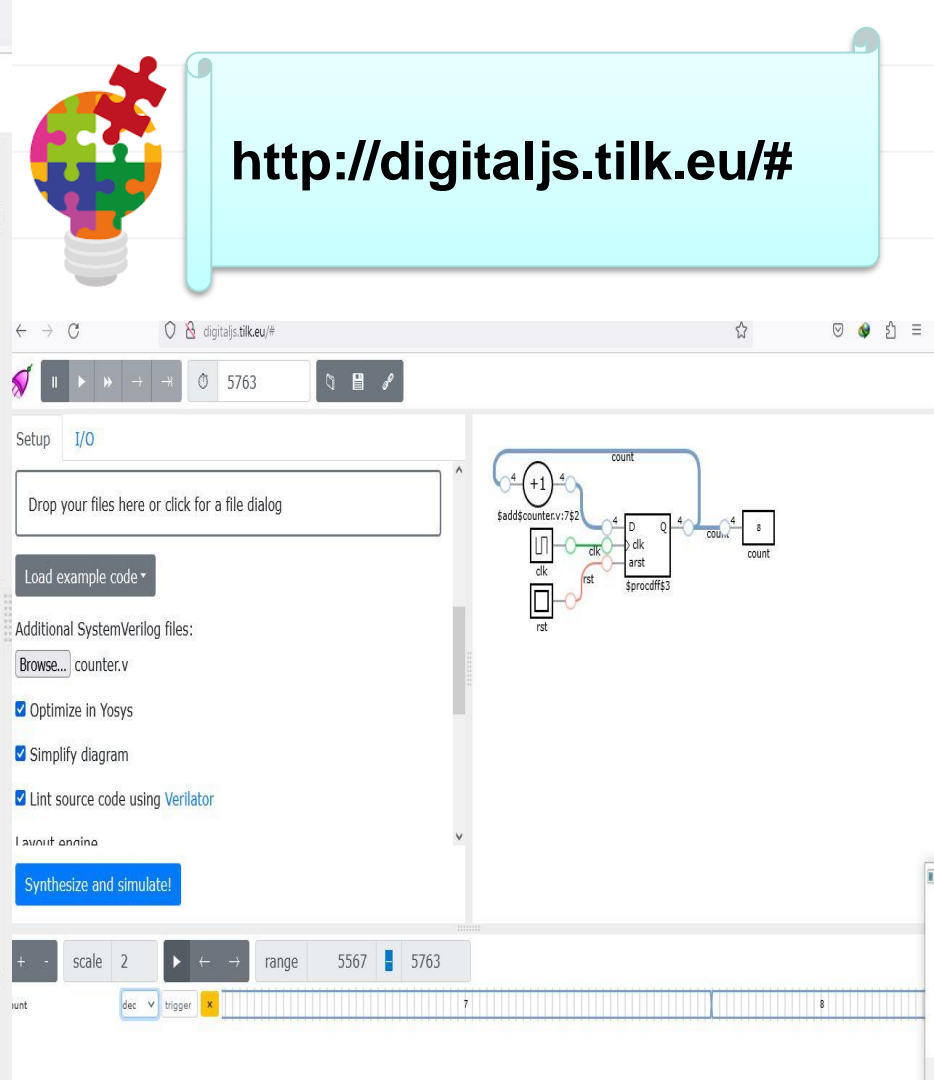 http://digitaljs.tilk.eu/#
digitaljs.tilk.eu/#
5763
Setup I/O
Drop your files here or click for a file dialog
Load example code
Additional SystemVerilog files:
Browse... counter.v
Optimize in Yosys
Simplify diagram
Lint source code using Verilator
Layout engine
Synthesize and simulate!
count
4 +1 4
$add$counter.v:7$2
4 D Q 4 count 4 8
clk clk clk count
rst arst
$procdff$3
rst
+ - scale 2 range 5567 - 5763
unt dec trigger x 7 8